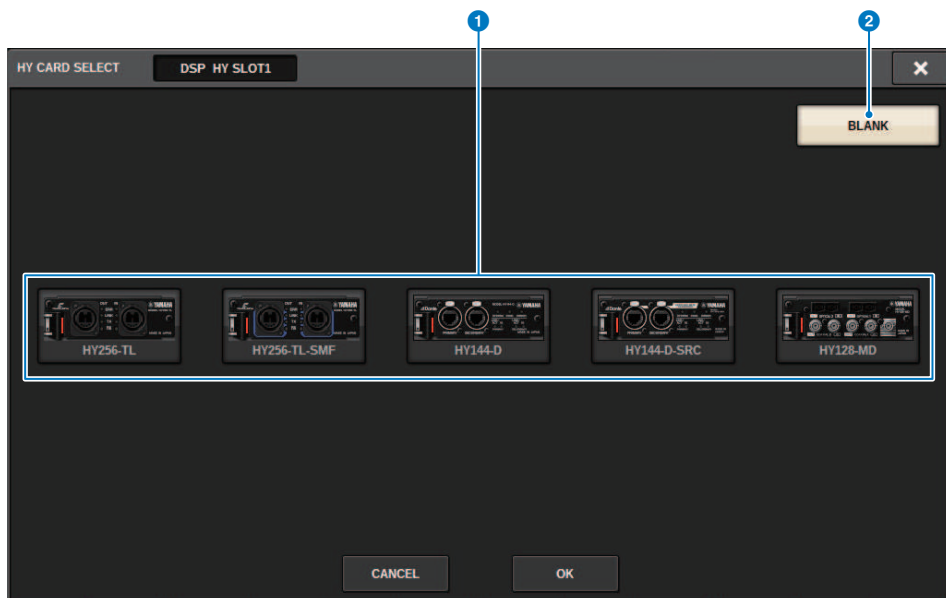 1 2
HY CARD SELECT DSP HY SLOT1
BLANK
HY256-TL HY256-TL-SMF HY144-D HY144-D-SRC HY128-MD
CANCEL OK